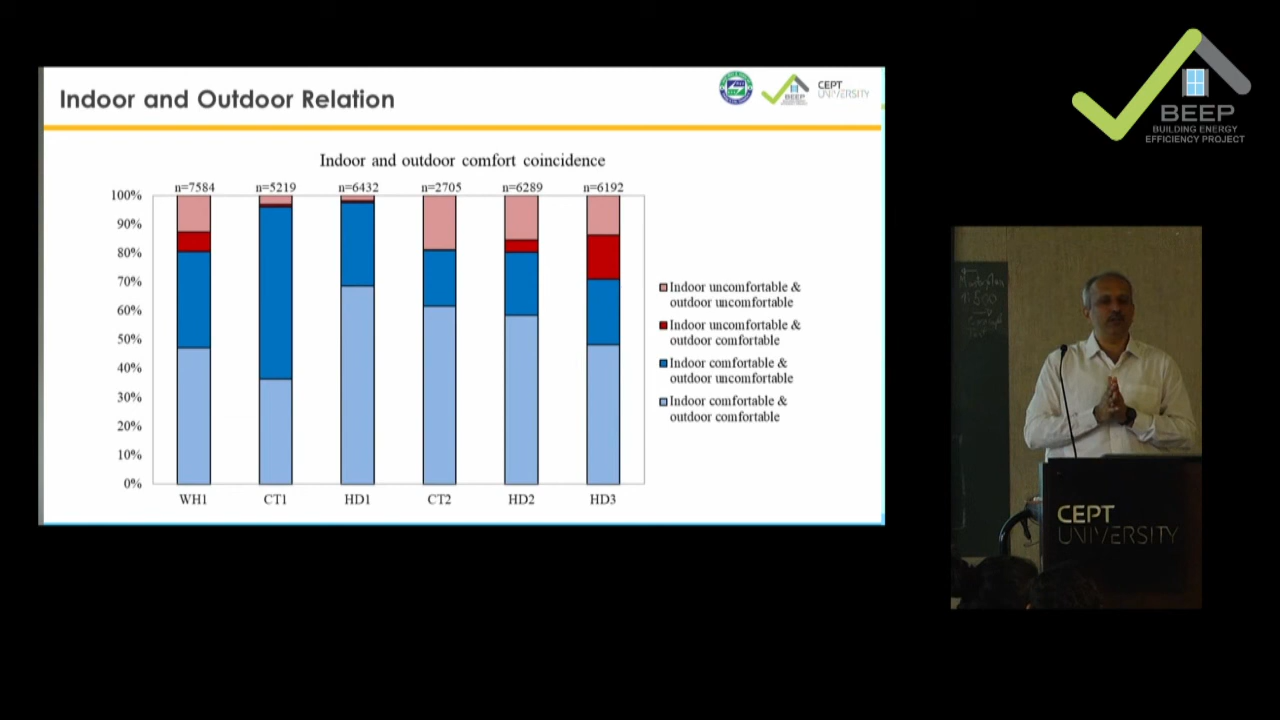 Indoor and Outdoor Relation
BEEP
CEPT
UNIVERSITY
Indoor and outdoor comfort coincidence
n=7584 n=5219 n=6432 n=2705 n=6289 n=6192
100%
90%
80%
70%
60%
50%
40%
30%
20%
10%
0%
WH1 CT1 HD1 CT2 HD2 HD3
Indoor uncomfortable &
outdoor uncomfortable
Indoor uncomfortable &
outdoor comfortable
Indoor comfortable &
outdoor uncomfortable
Indoor comfortable &
outdoor comfortable
BEEP
BUILDING ENERGY
EFFICIENCY PROJECT
CEPT
UNIVERSITY